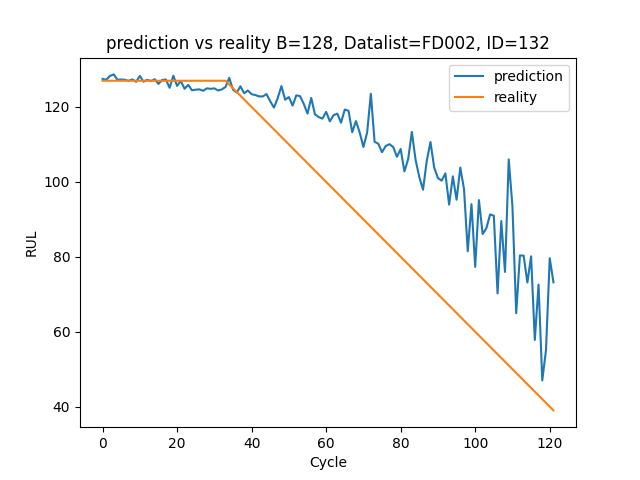 prediction vs reality B=128, Datalist=FD002, ID=132
prediction
reality
RUL
120
100
80
60
40
0 20 40 60 80 100 120
Cycle